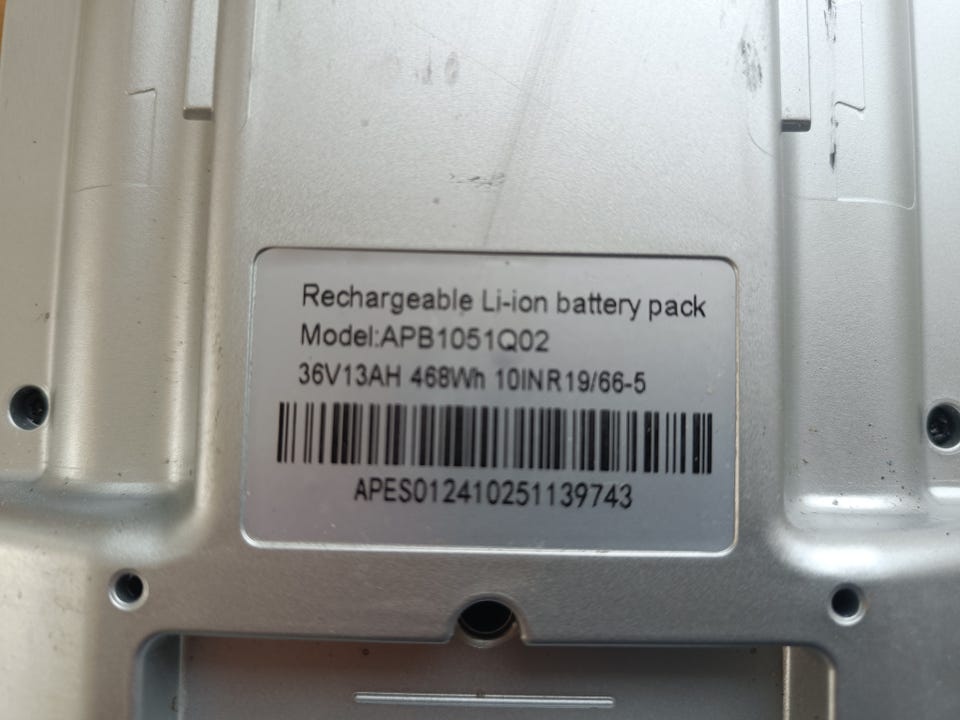 Rechargeable Li-ion battery pack
Model:APB1051Q02
36V13AH 468Wh 10INR19/66-5
APES012410251139743